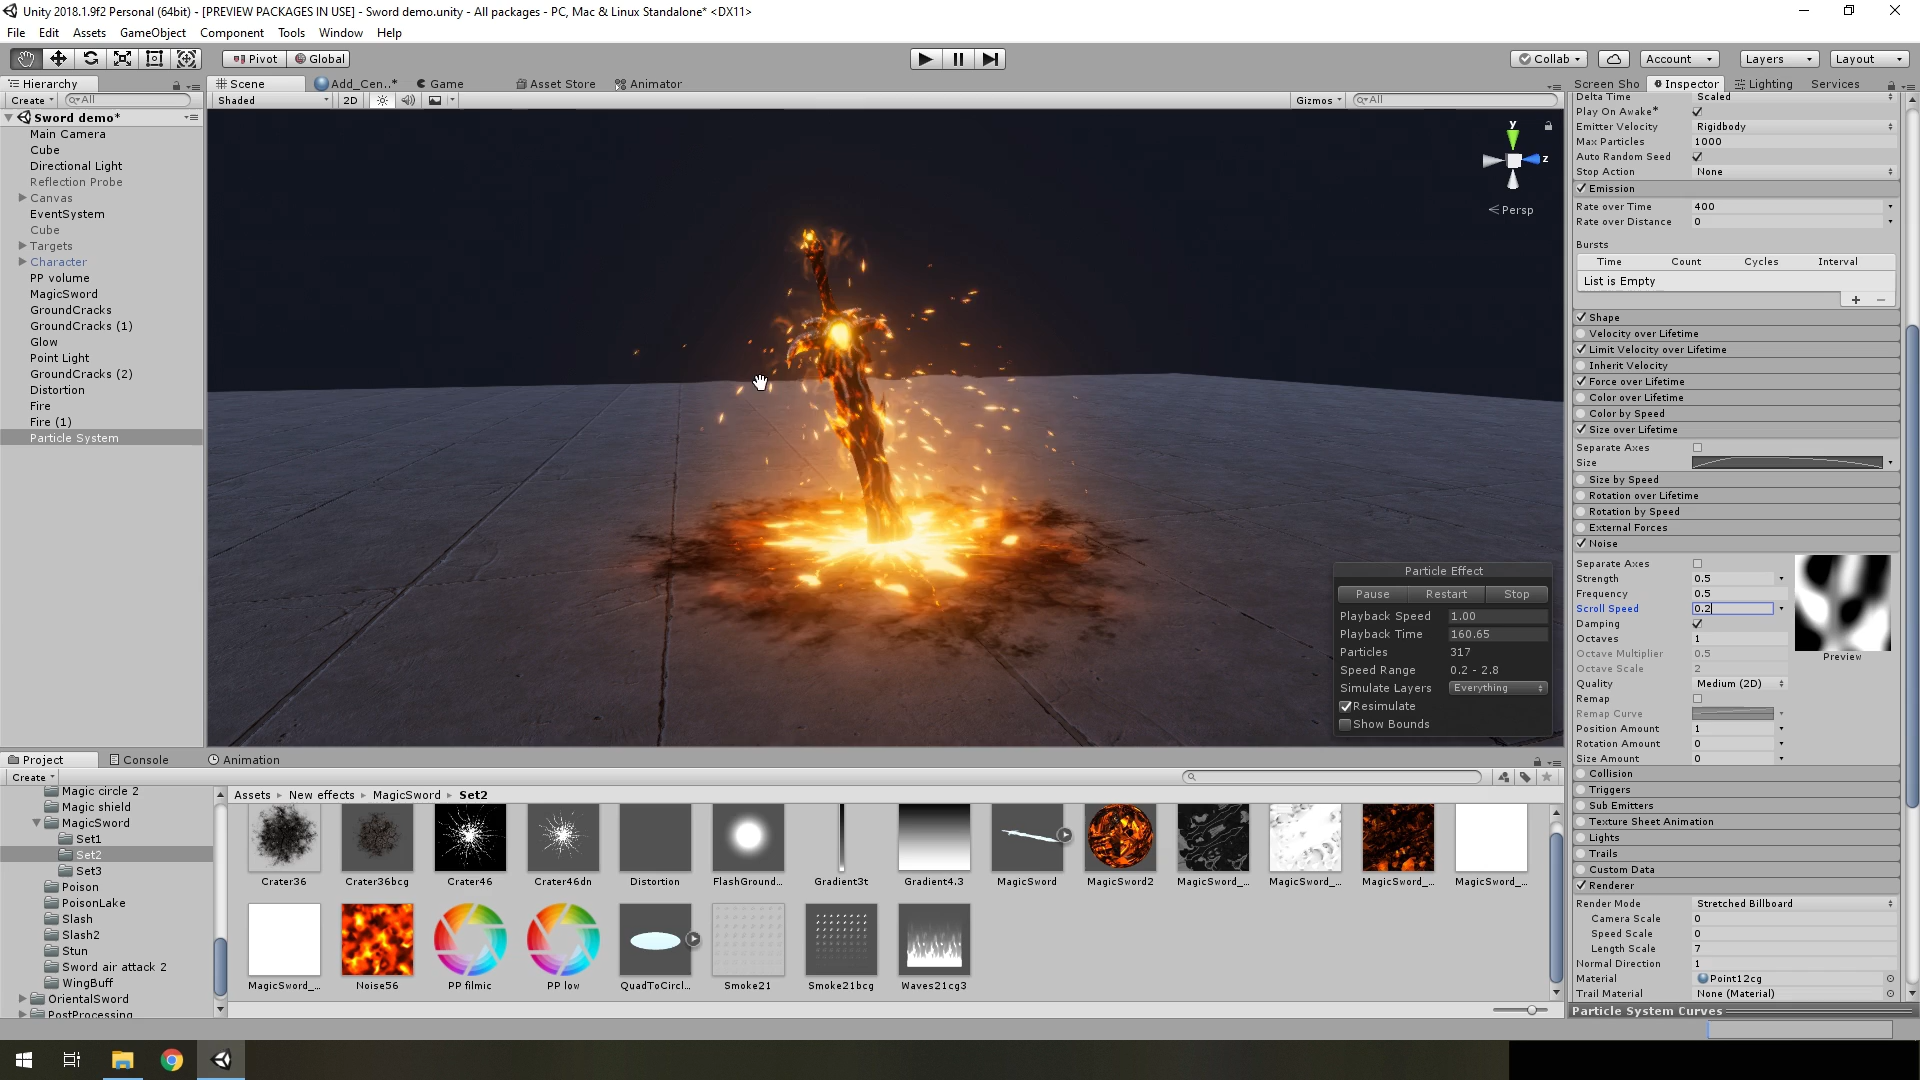 Unity 2018.1.9f2 Personal (64bit) - [PREVIEW PACKAGES IN USE] - Sword demo.unity - All packages - PC, Mac & Linux Standalone* <DX11>
File Edit Assets GameObject Component Tools Window Help
Pivot Global Collab Account Layers Layout
Hierarchy Scene Add_Cen..* Game Asset Store Animator Screen Sho Inspector Lighting Services
Create All Shaded 2D Gizmos All
Sword demo*
Main Camera
Cube
Directional Light
Reflection Probe
Canvas
EventSystem
Cube
Targets
Character
PP volume
MagicSword
GroundCracks
GroundCracks (1)
Glow
Point Light
GroundCracks (2)
Distortion
Fire
Fire (1)
Particle System
y
z
Persp
Particle Effect
Pause Restart Stop
Playback Speed 1.00
Playback Time 160.65
Particles 317
Speed Range 0.2 - 2.8
Simulate Layers Everything
Resimulate
Show Bounds
Delta Time Scaled
Play On Awake*
Emitter Velocity Rigidbody
Max Particles 1000
Auto Random Seed
Stop Action None
Emission
Rate over Time 400
Rate over Distance 0
Bursts
Time Count Cycles Interval
List is Empty
+ −
Shape
Velocity over Lifetime
Limit Velocity over Lifetime
Inherit Velocity
Force over Lifetime
Color over Lifetime
Color by Speed
Size over Lifetime
Separate Axes
Size
Size by Speed
Rotation over Lifetime
Rotation by Speed
External Forces
Noise
Separate Axes
Strength 0.5
Frequency 0.5
Scroll Speed 0.2
Damping
Octaves 1
Octave Multiplier 0.5
Octave Scale 2
Quality Medium (2D)
Remap
Remap Curve
Position Amount 1
Rotation Amount 0
Size Amount 0
Preview
Collision
Triggers
Sub Emitters
Texture Sheet Animation
Lights
Trails
Custom Data
Renderer
Render Mode Stretched Billboard
Camera Scale 0
Speed Scale 0
Length Scale 7
Normal Direction 1
Material Point12cg
Trail Material None (Material)
Particle System Curves
Project Console Animation
Create
Magic circle 2
Magic shield
MagicSword
Set1
Set2
Set3
Poison
PoisonLake
Slash
Slash2
Stun
Sword air attack 2
WingBuff
OrientalSword
PostProcessing
Assets New effects MagicSword Set2
Crater36 Crater36bcg Crater46 Crater46dn Distortion FlashGround... Gradient3t Gradient4.3 MagicSword MagicSword2 MagicSword_... MagicSword_... MagicSword_... MagicSword_...
MagicSword_... Noise56 PP filmic PP low QuadToCircl... Smoke21 Smoke21bcg Waves21cg3